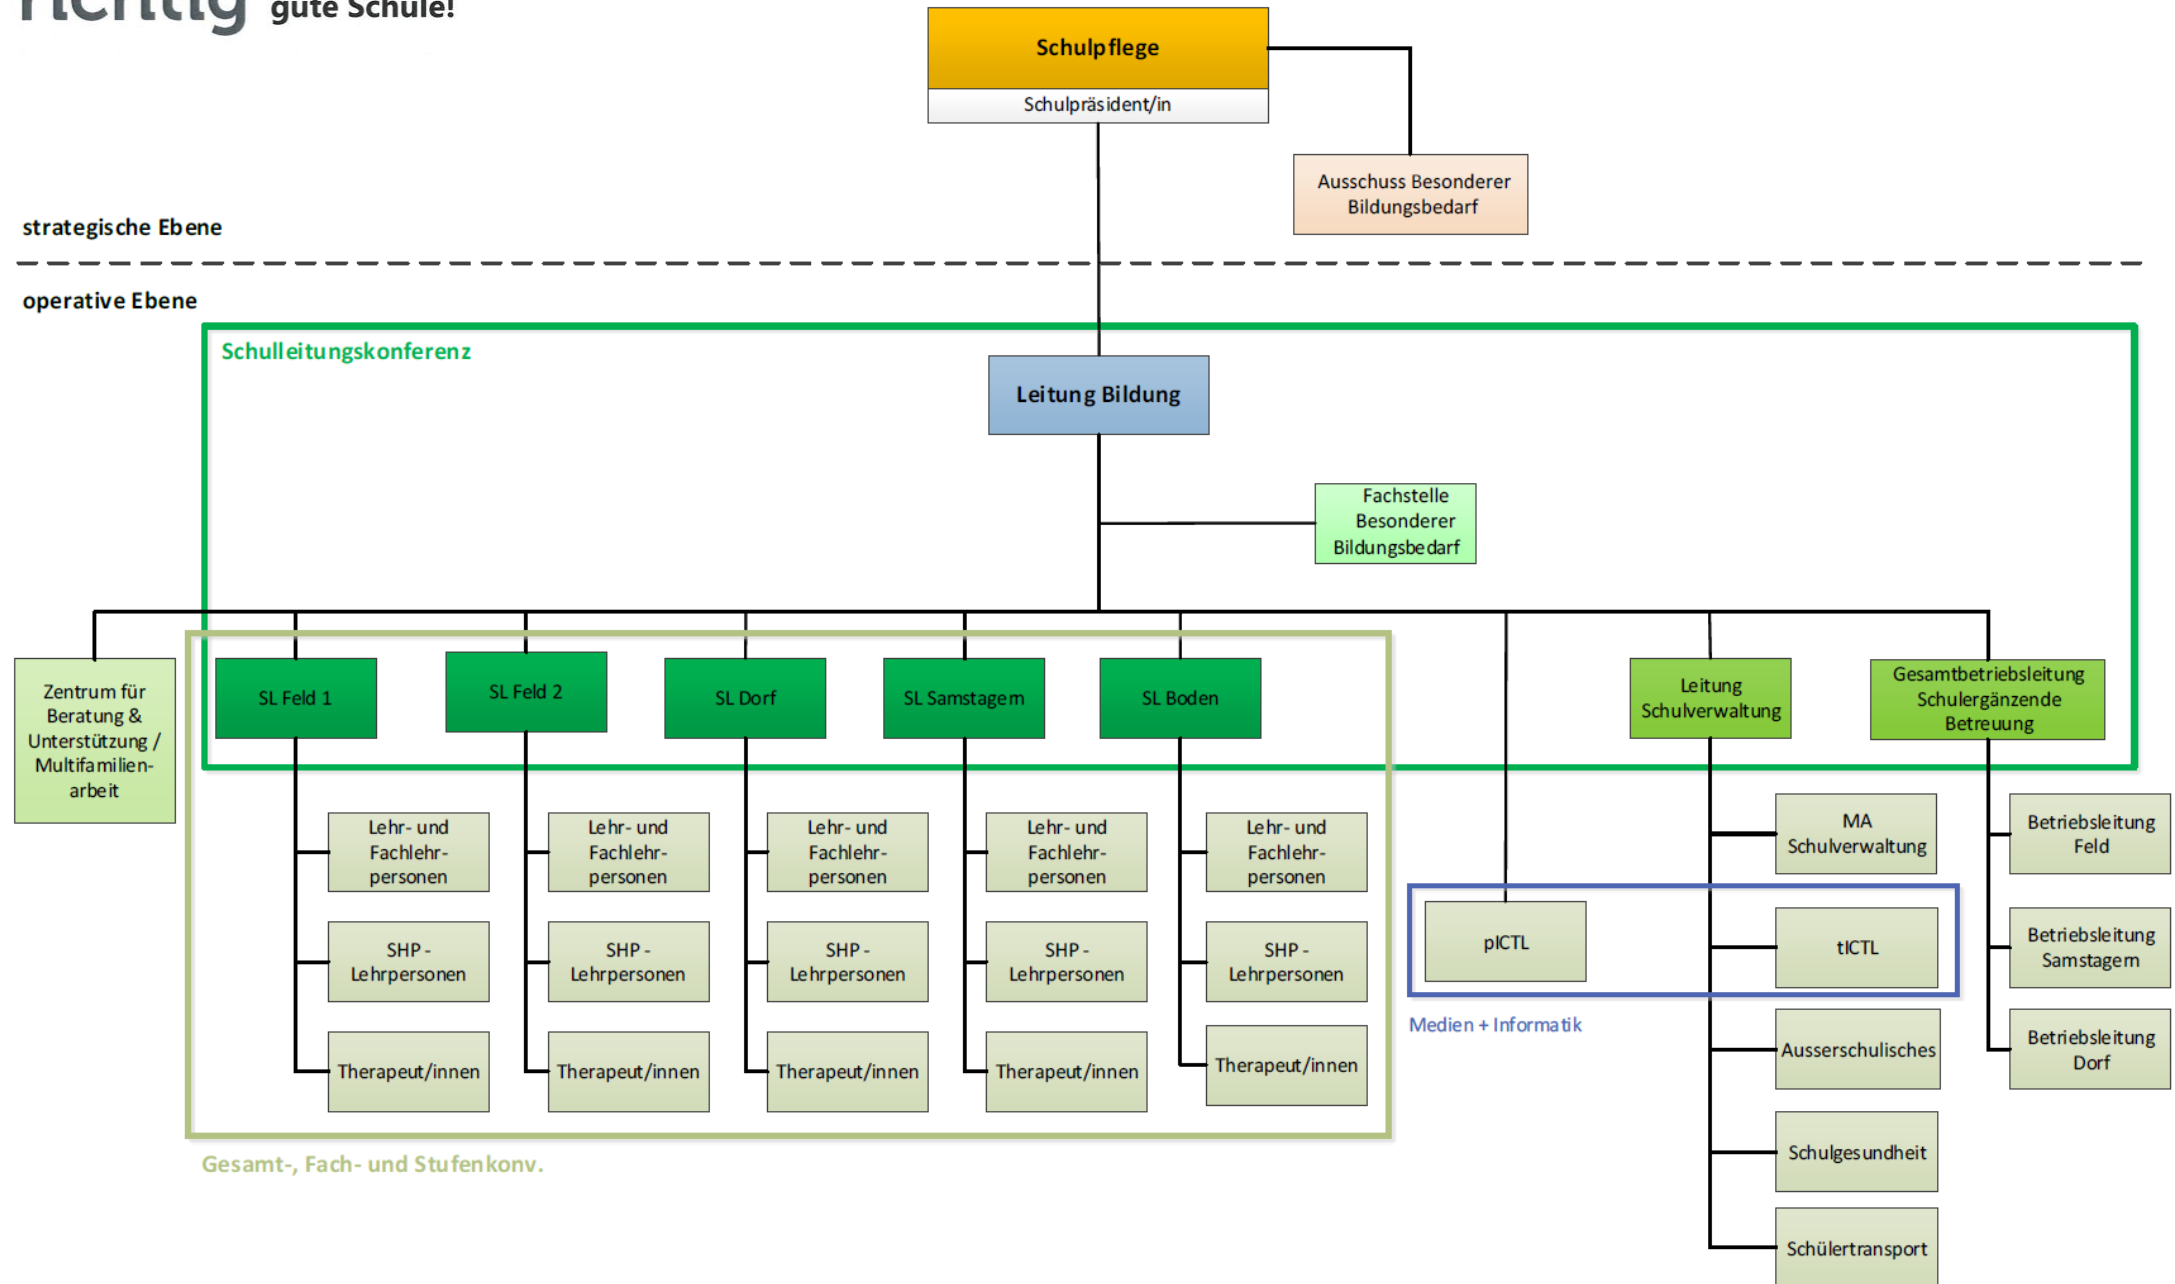 richtig gute Schule!
Schulpflege
Schulpräsident/in
Ausschuss Besonderer
Bildungsbedarf
strategische Ebene
operative Ebene
Schulleitungskonferenz
Leitung Bildung
Fachstelle
Besonderer
Bildungsbedarf
Zentrum für
Beratung &
Unterstützung /
Multifamilien-
arbeit
SL Feld 1
SL Feld 2
SL Dorf
SL Samstagern
SL Boden
Leitung
Schulverwaltung
Gesamtbetriebsleitung
Schulergänzende
Betreuung
Lehr- und
Fachlehr-
personen
Lehr- und
Fachlehr-
personen
Lehr- und
Fachlehr-
personen
Lehr- und
Fachlehr-
personen
Lehr- und
Fachlehr-
personen
MA
Schulverwaltung
Betriebsleitung
Feld
SHP -
Lehrpersonen
SHP -
Lehrpersonen
SHP -
Lehrpersonen
SHP -
Lehrpersonen
SHP -
Lehrpersonen
pICTL
tICTL
Betriebsleitung
Samstagern
Medien + Informatik
Therapeut/innen
Therapeut/innen
Therapeut/innen
Therapeut/innen
Therapeut/innen
Ausserschulisches
Betriebsleitung
Dorf
Gesamt-, Fach- und Stufenkonv.
Schulgesundheit
Schülertransport